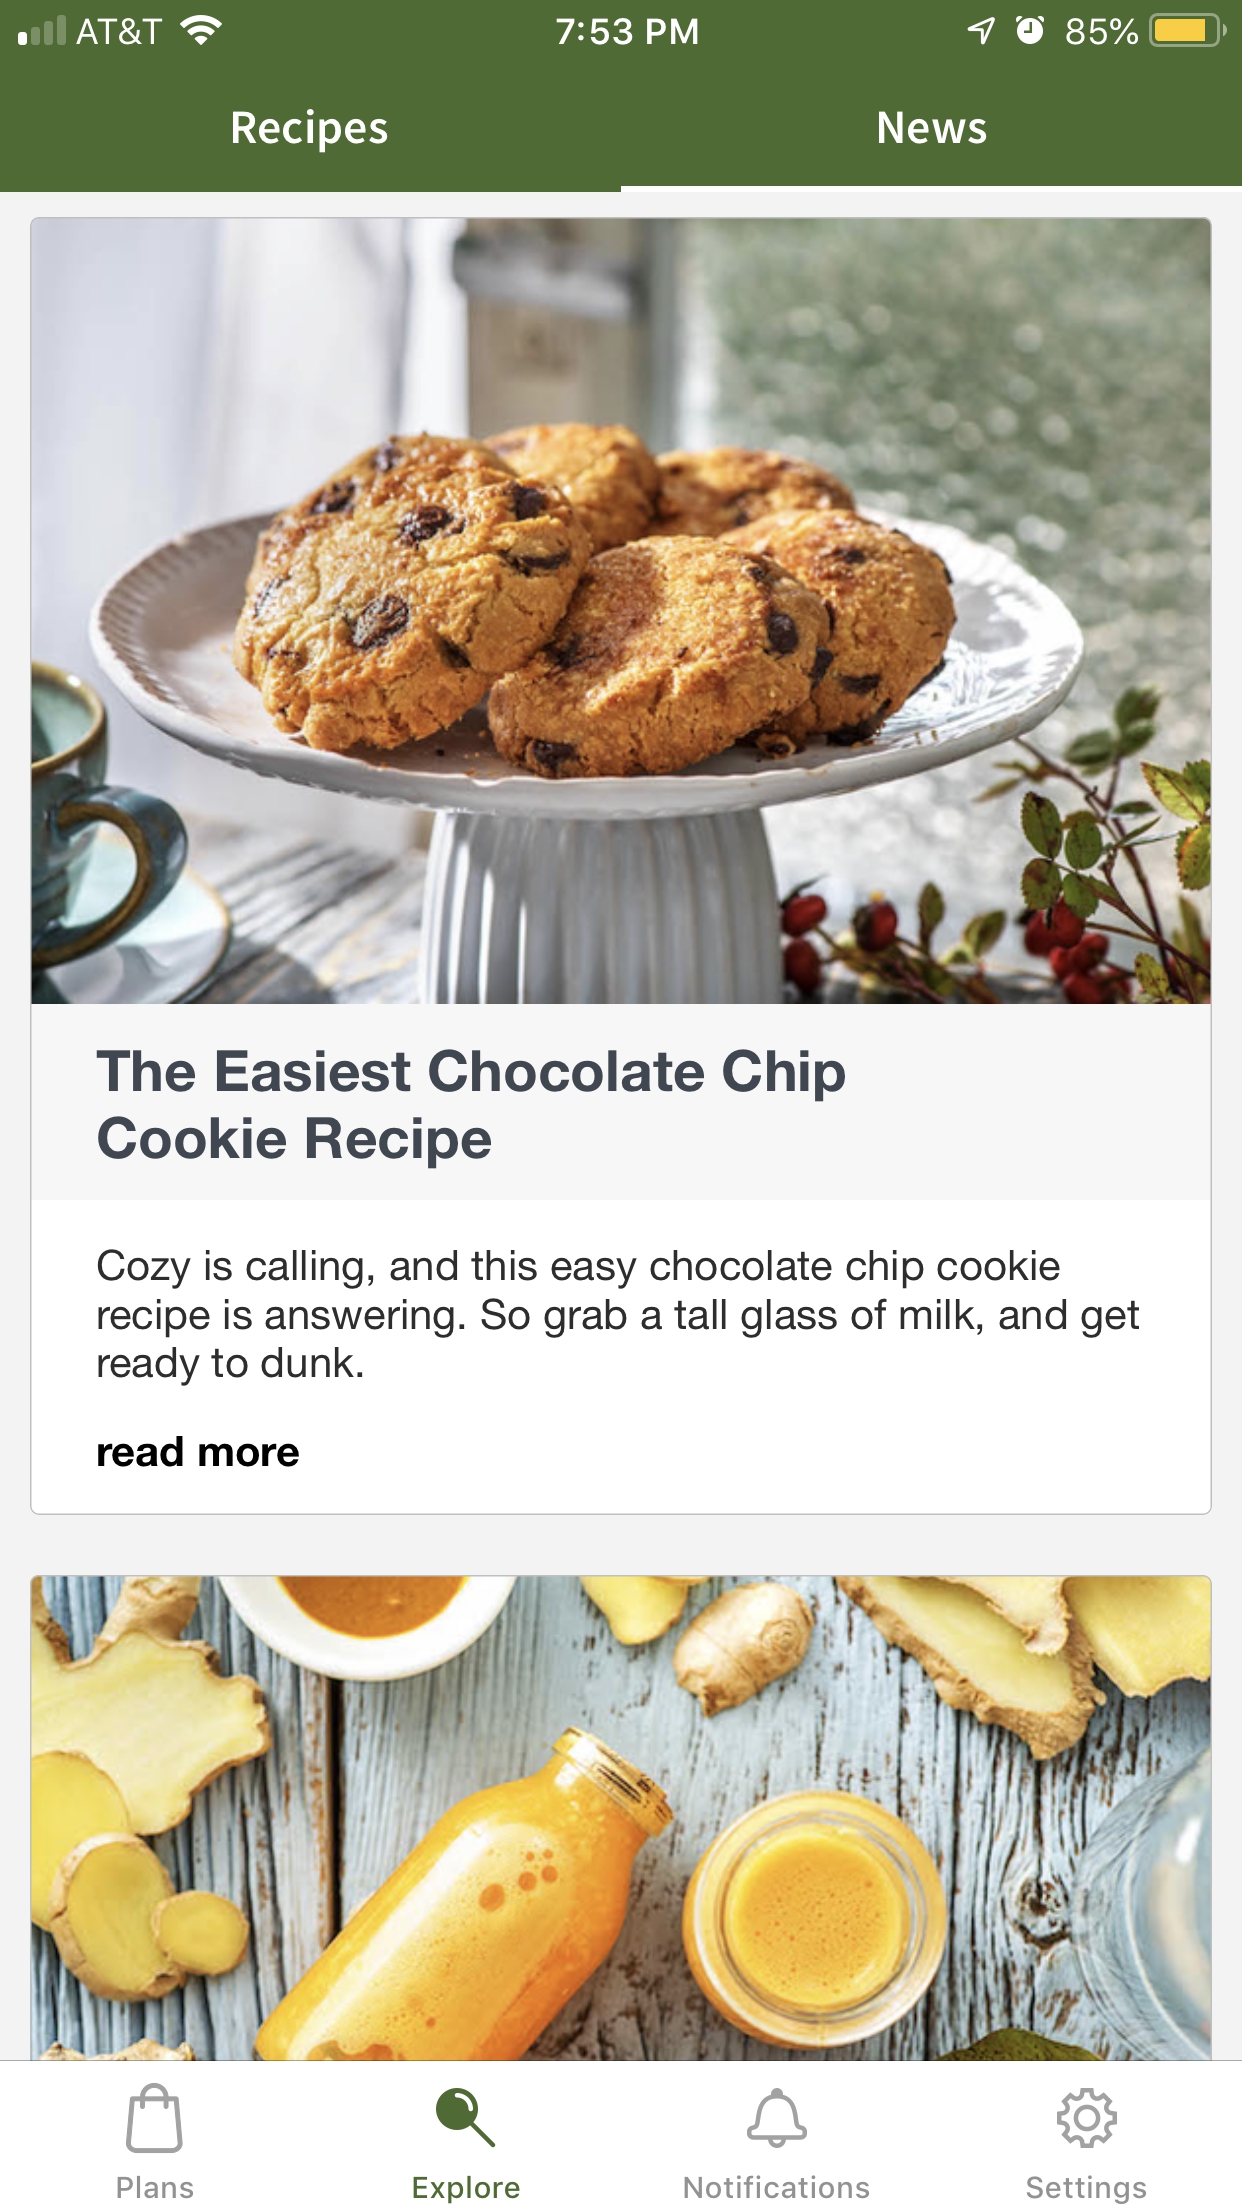 AT&T 7:53 PM 85%
Recipes News
The Easiest Chocolate Chip
Cookie Recipe
Cozy is calling, and this easy chocolate chip cookie
recipe is answering. So grab a tall glass of milk, and get
ready to dunk.
read more
Plans Explore Notifications Settings